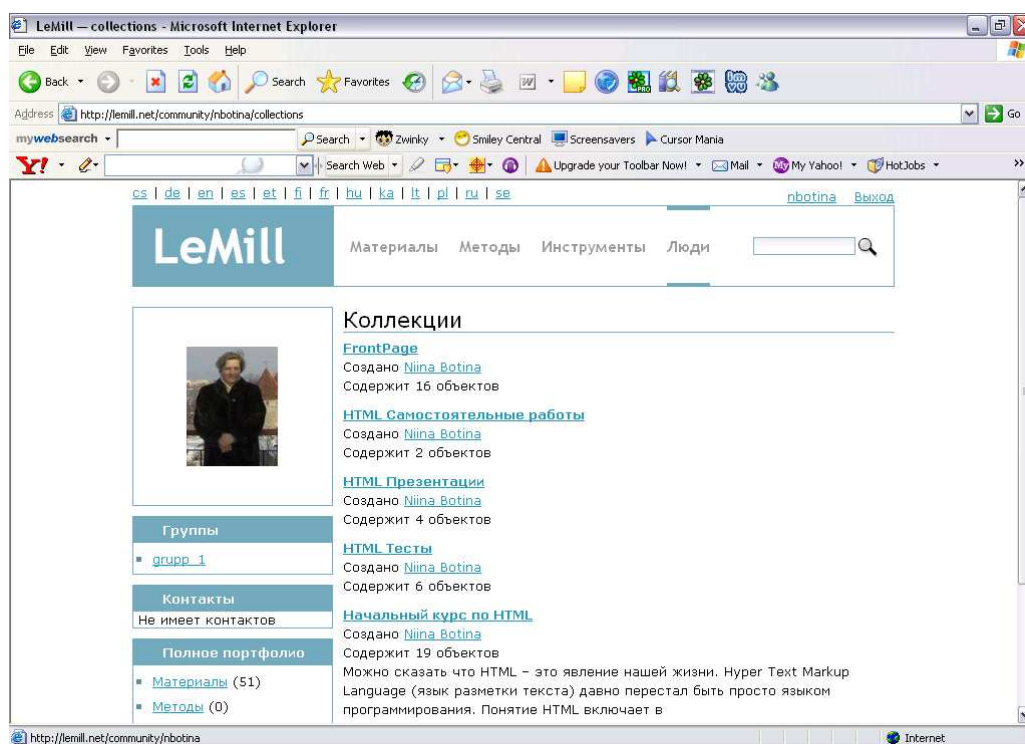 LeMill — collections - Microsoft Internet Explorer
File Edit View Favorites Tools Help
Back Search Favorites
Address http://lemill.net/community/nbotina/collections Go
mywebsearch Search Zwinky Smiley Central Screensavers Cursor Mania
Y! Search Web Upgrade your Toolbar Now! Mail My Yahoo! HotJobs »
cs | de | en | es | et | fi | fr | hu | ka | lt | pl | ru | se nbotina Выход
LeMill Материалы Методы Инструменты Люди
Коллекции
FrontPage
Создано Niina Botina
Содержит 16 объектов
HTML Самостоятельные работы
Создано Niina Botina
Содержит 2 объектов
HTML Презентации
Создано Niina Botina
Содержит 4 объектов
HTML Тесты
Создано Niina Botina
Содержит 6 объектов
Начальный курс по HTML
Создано Niina Botina
Содержит 19 объектов
Можно сказать что HTML – это явление нашей жизни. Hyper Text Markup
Language (язык разметки текста) давно перестал быть просто языком
программирования. Понятие HTML включает в
Группы
grupp_1
Контакты
Не имеет контактов
Полное портфолио
Материалы (51)
Методы (0)
http://lemill.net/community/nbotina Internet